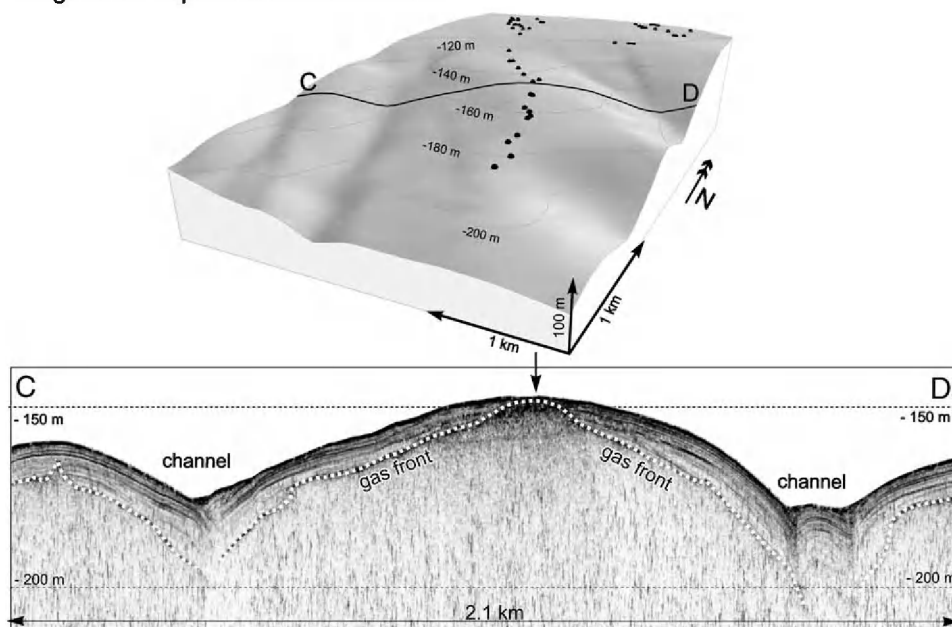 -120 m
C
-140 m
D
-160 m
-180 m
N
-200 m
100 m
1 km
1 km
C
D
- 150 m
- 150 m
channel
gas front
gas front
channel
- 200 m
- 200 m
2.1 km